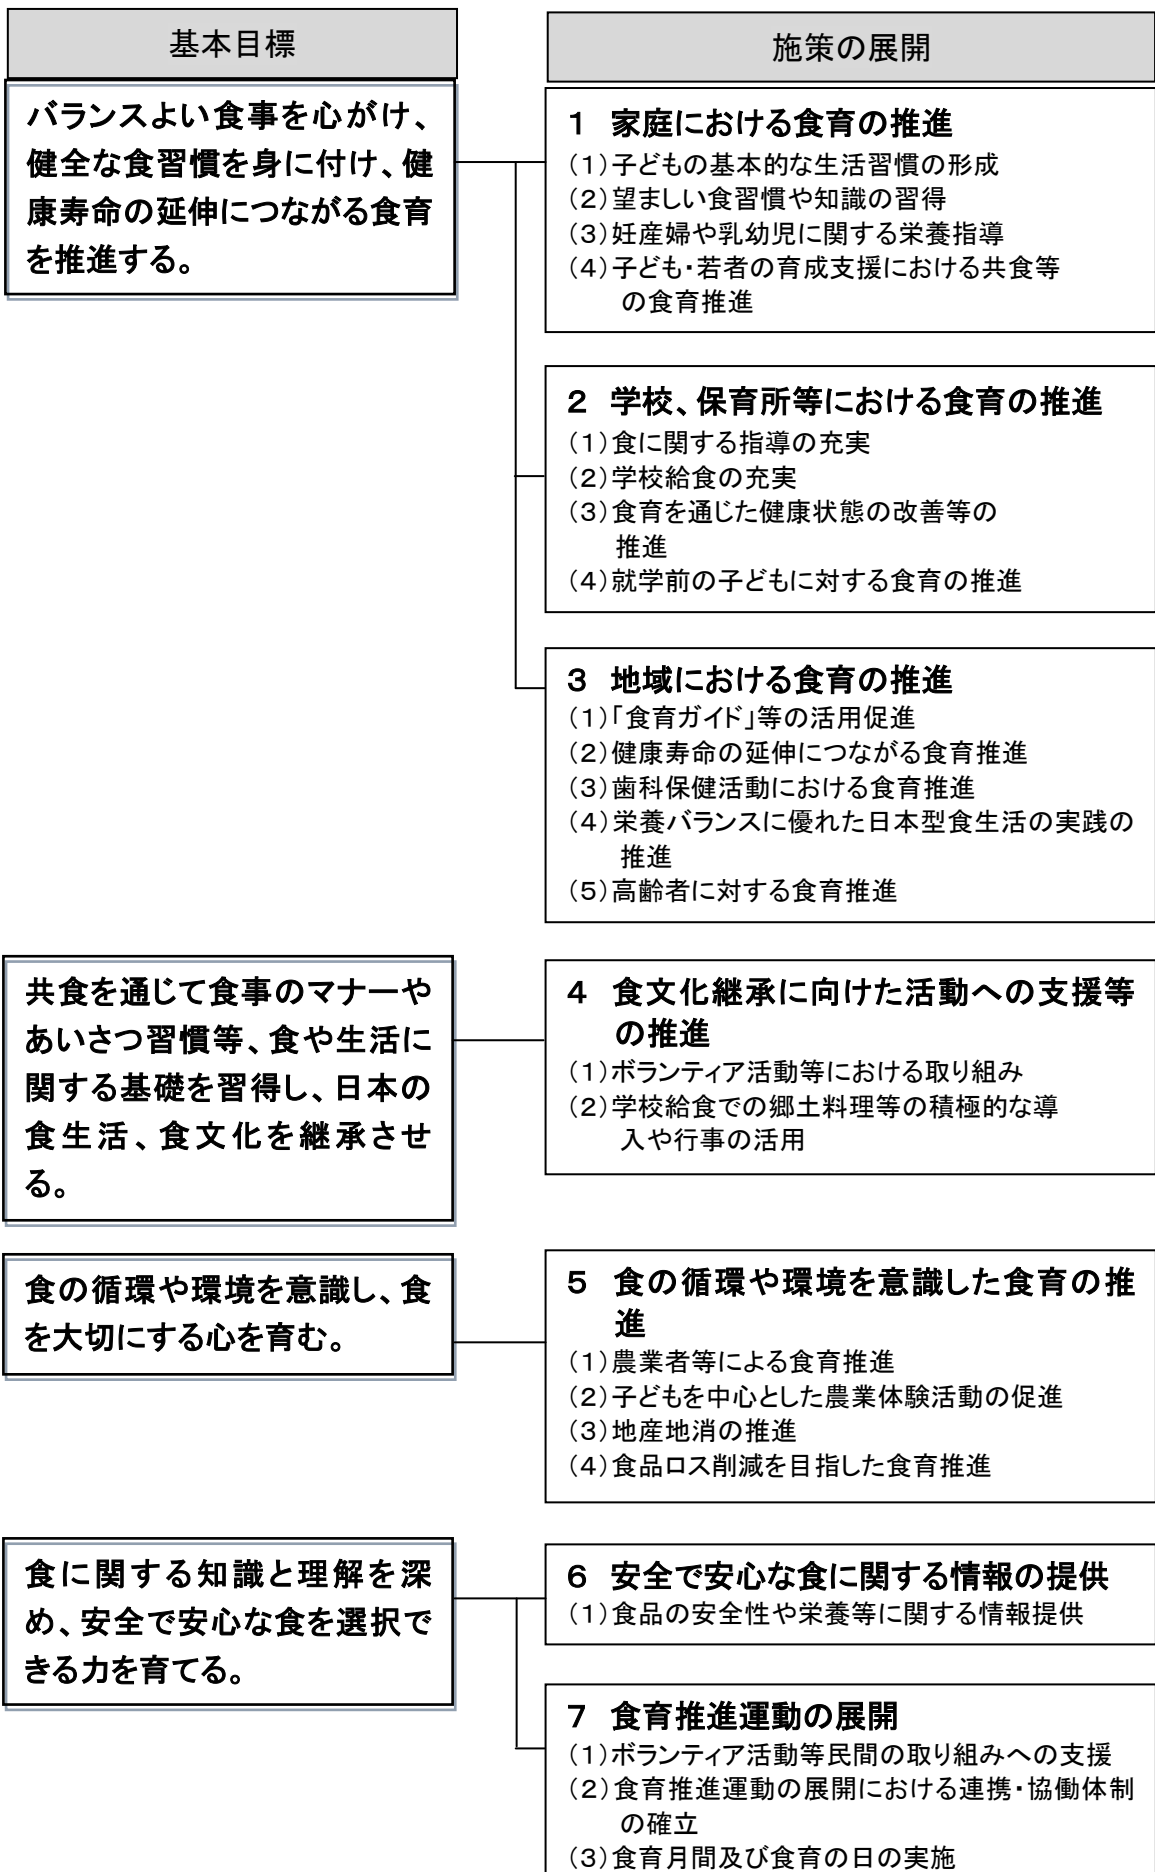 基本目標
施策の展開
バランスよい食事を心がけ、
健全な食習慣を身に付け、健
康寿命の延伸につながる食育
を推進する。
１　家庭における食育の推進
（１）子どもの基本的な生活習慣の形成
（２）望ましい食習慣や知識の習得
（３）妊産婦や乳幼児に関する栄養指導
（４）子ども・若者の育成支援における共食等
の食育推進
２　学校、保育所等における食育の推進
（１）食に関する指導の充実
（２）学校給食の充実
（３）食育を通じた健康状態の改善等の
推進
（４）就学前の子どもに対する食育の推進
３　地域における食育の推進
（１）「食育ガイド」等の活用促進
（２）健康寿命の延伸につながる食育推進
（３）歯科保健活動における食育推進
（４）栄養バランスに優れた日本型食生活の実践の
推進
（５）高齢者に対する食育推進
共食を通じて食事のマナーや
あいさつ習慣等、食や生活に
関する基礎を習得し、日本の
食生活、食文化を継承させ
る。
４　食文化継承に向けた活動への支援等
の推進
（１）ボランティア活動等における取り組み
（２）学校給食での郷土料理等の積極的な導
入や行事の活用
食の循環や環境を意識し、食
を大切にする心を育む。
５　食の循環や環境を意識した食育の推
進
（１）農業者等による食育推進
（２）子どもを中心とした農業体験活動の促進
（３）地産地消の推進
（４）食品ロス削減を目指した食育推進
食に関する知識と理解を深
め、安全で安心な食を選択で
きる力を育てる。
６　安全で安心な食に関する情報の提供
（１）食品の安全性や栄養等に関する情報提供
７　食育推進運動の展開
（１）ボランティア活動等民間の取り組みへの支援
（２）食育推進運動の展開における連携・協働体制
の確立
（３）食育月間及び食育の日の実施